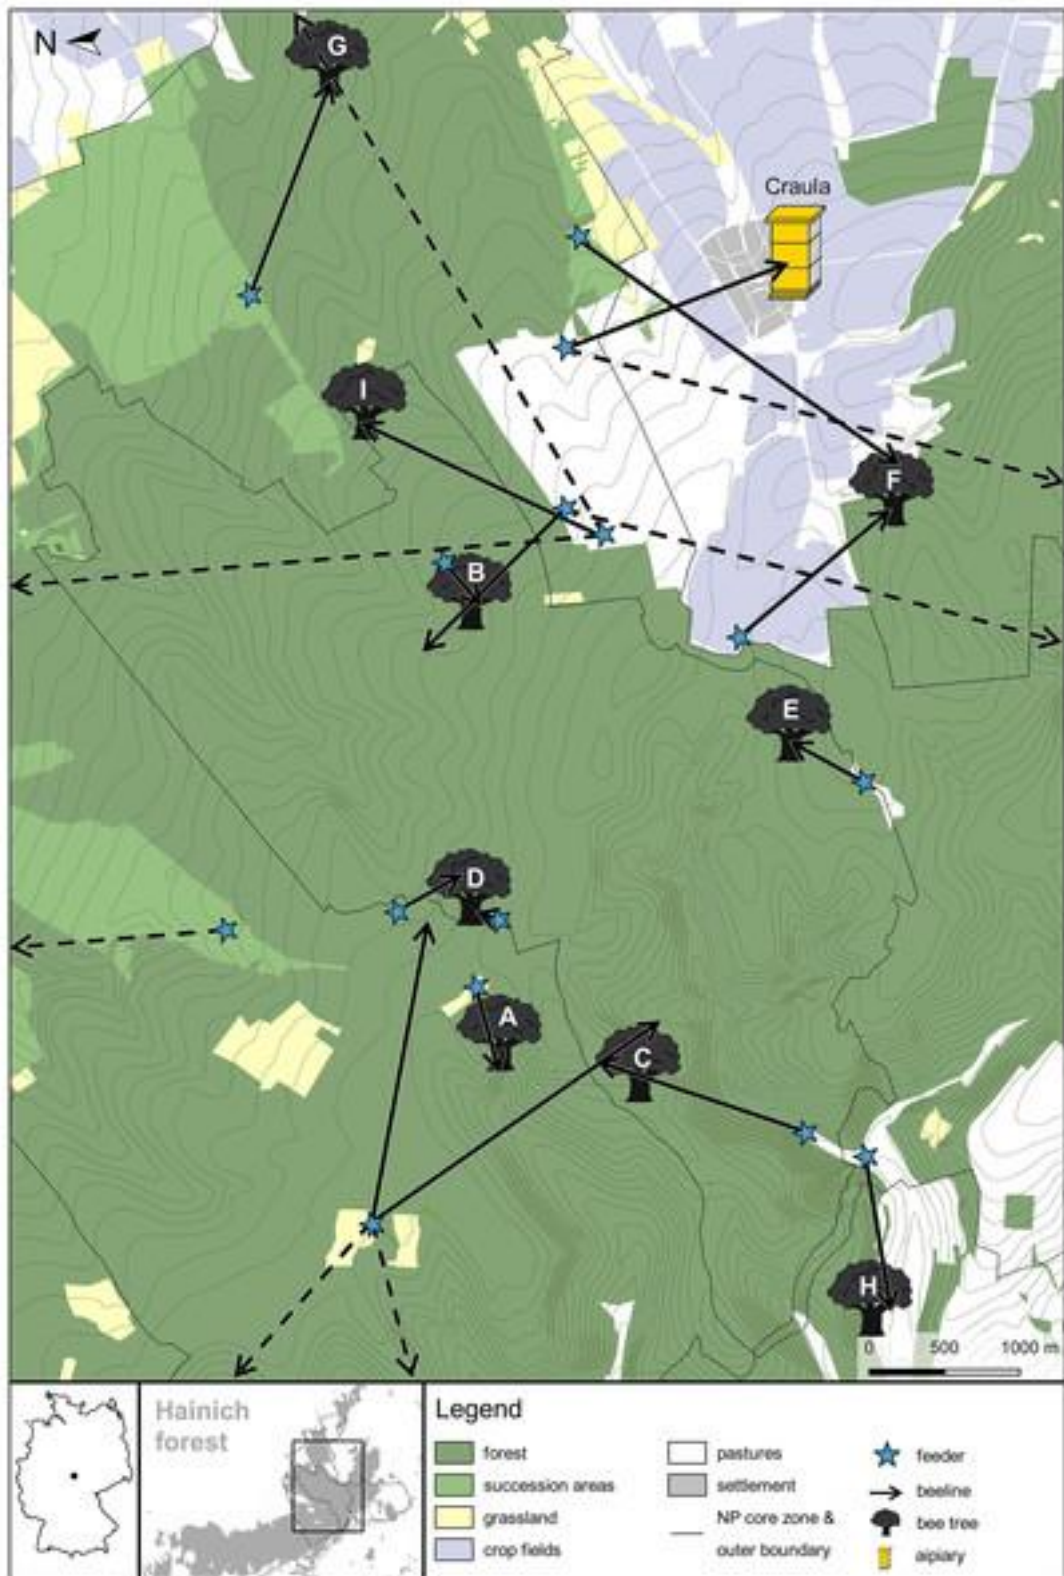 N
G
Craula
I
F
B
E
D
A
C
H
0 500 1000 m
Hainich
forest
Legend
forest
succession areas
grassland
crop fields
pastures
settlement
NP core zone &
outer boundary
feeder
beeline
bee tree
aipiary